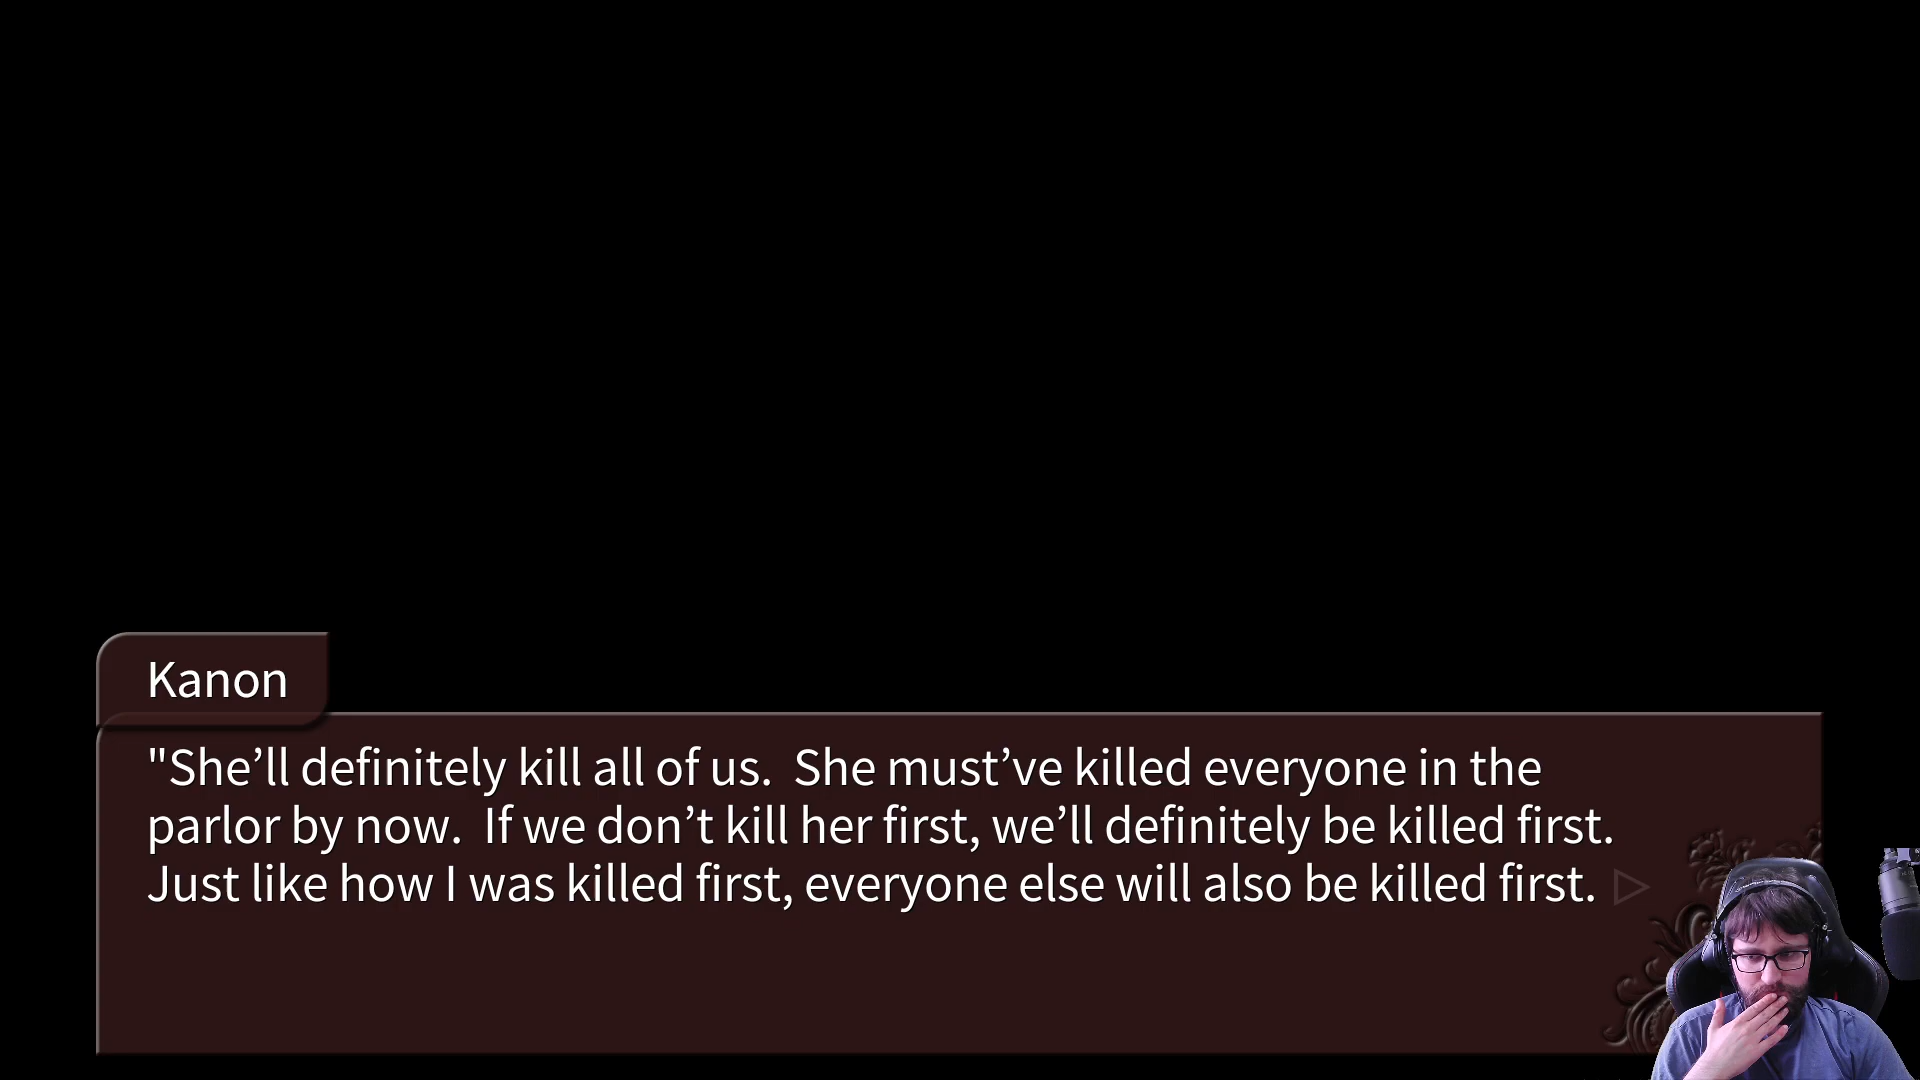 Kanon
"She’ll definitely kill all of us.  She must’ve killed everyone in the
parlor by now.  If we don’t kill her first, we’ll definitely be killed first.
Just like how I was killed first, everyone else will also be killed first.